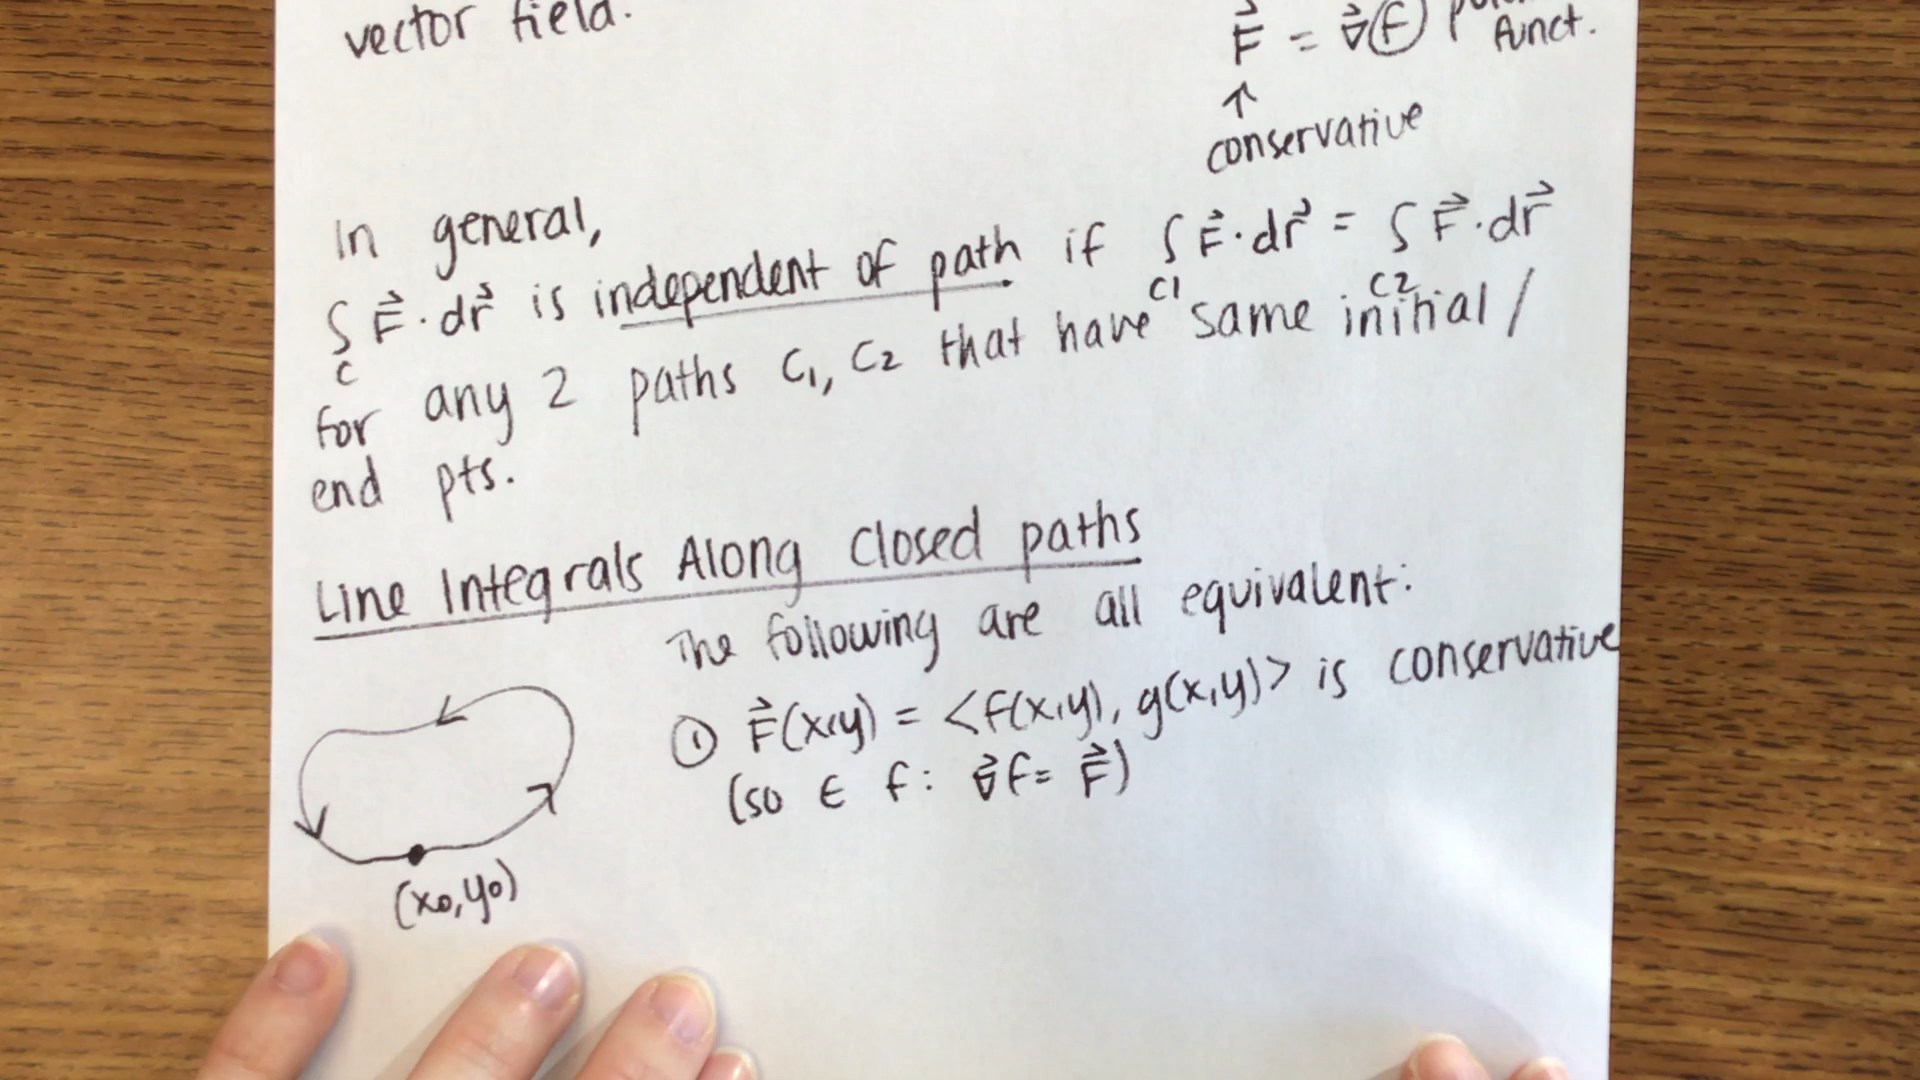 vector field.
F⃗ = ∇⃗f
funct.
↑
conservative
In general,
∫ F⃗·dr⃗ is independent of path if ∫ F⃗·dr⃗ = ∫ F⃗·dr⃗
C C1 C2
for any 2 paths C₁, C₂ that have same initial /
end pts.
Line Integrals Along Closed paths
The following are all equivalent:
① F⃗(x,y) = <f(x,y), g(x,y)> is conservative
(so ∈ f: ∇⃗f = F⃗)
(x₀,y₀)